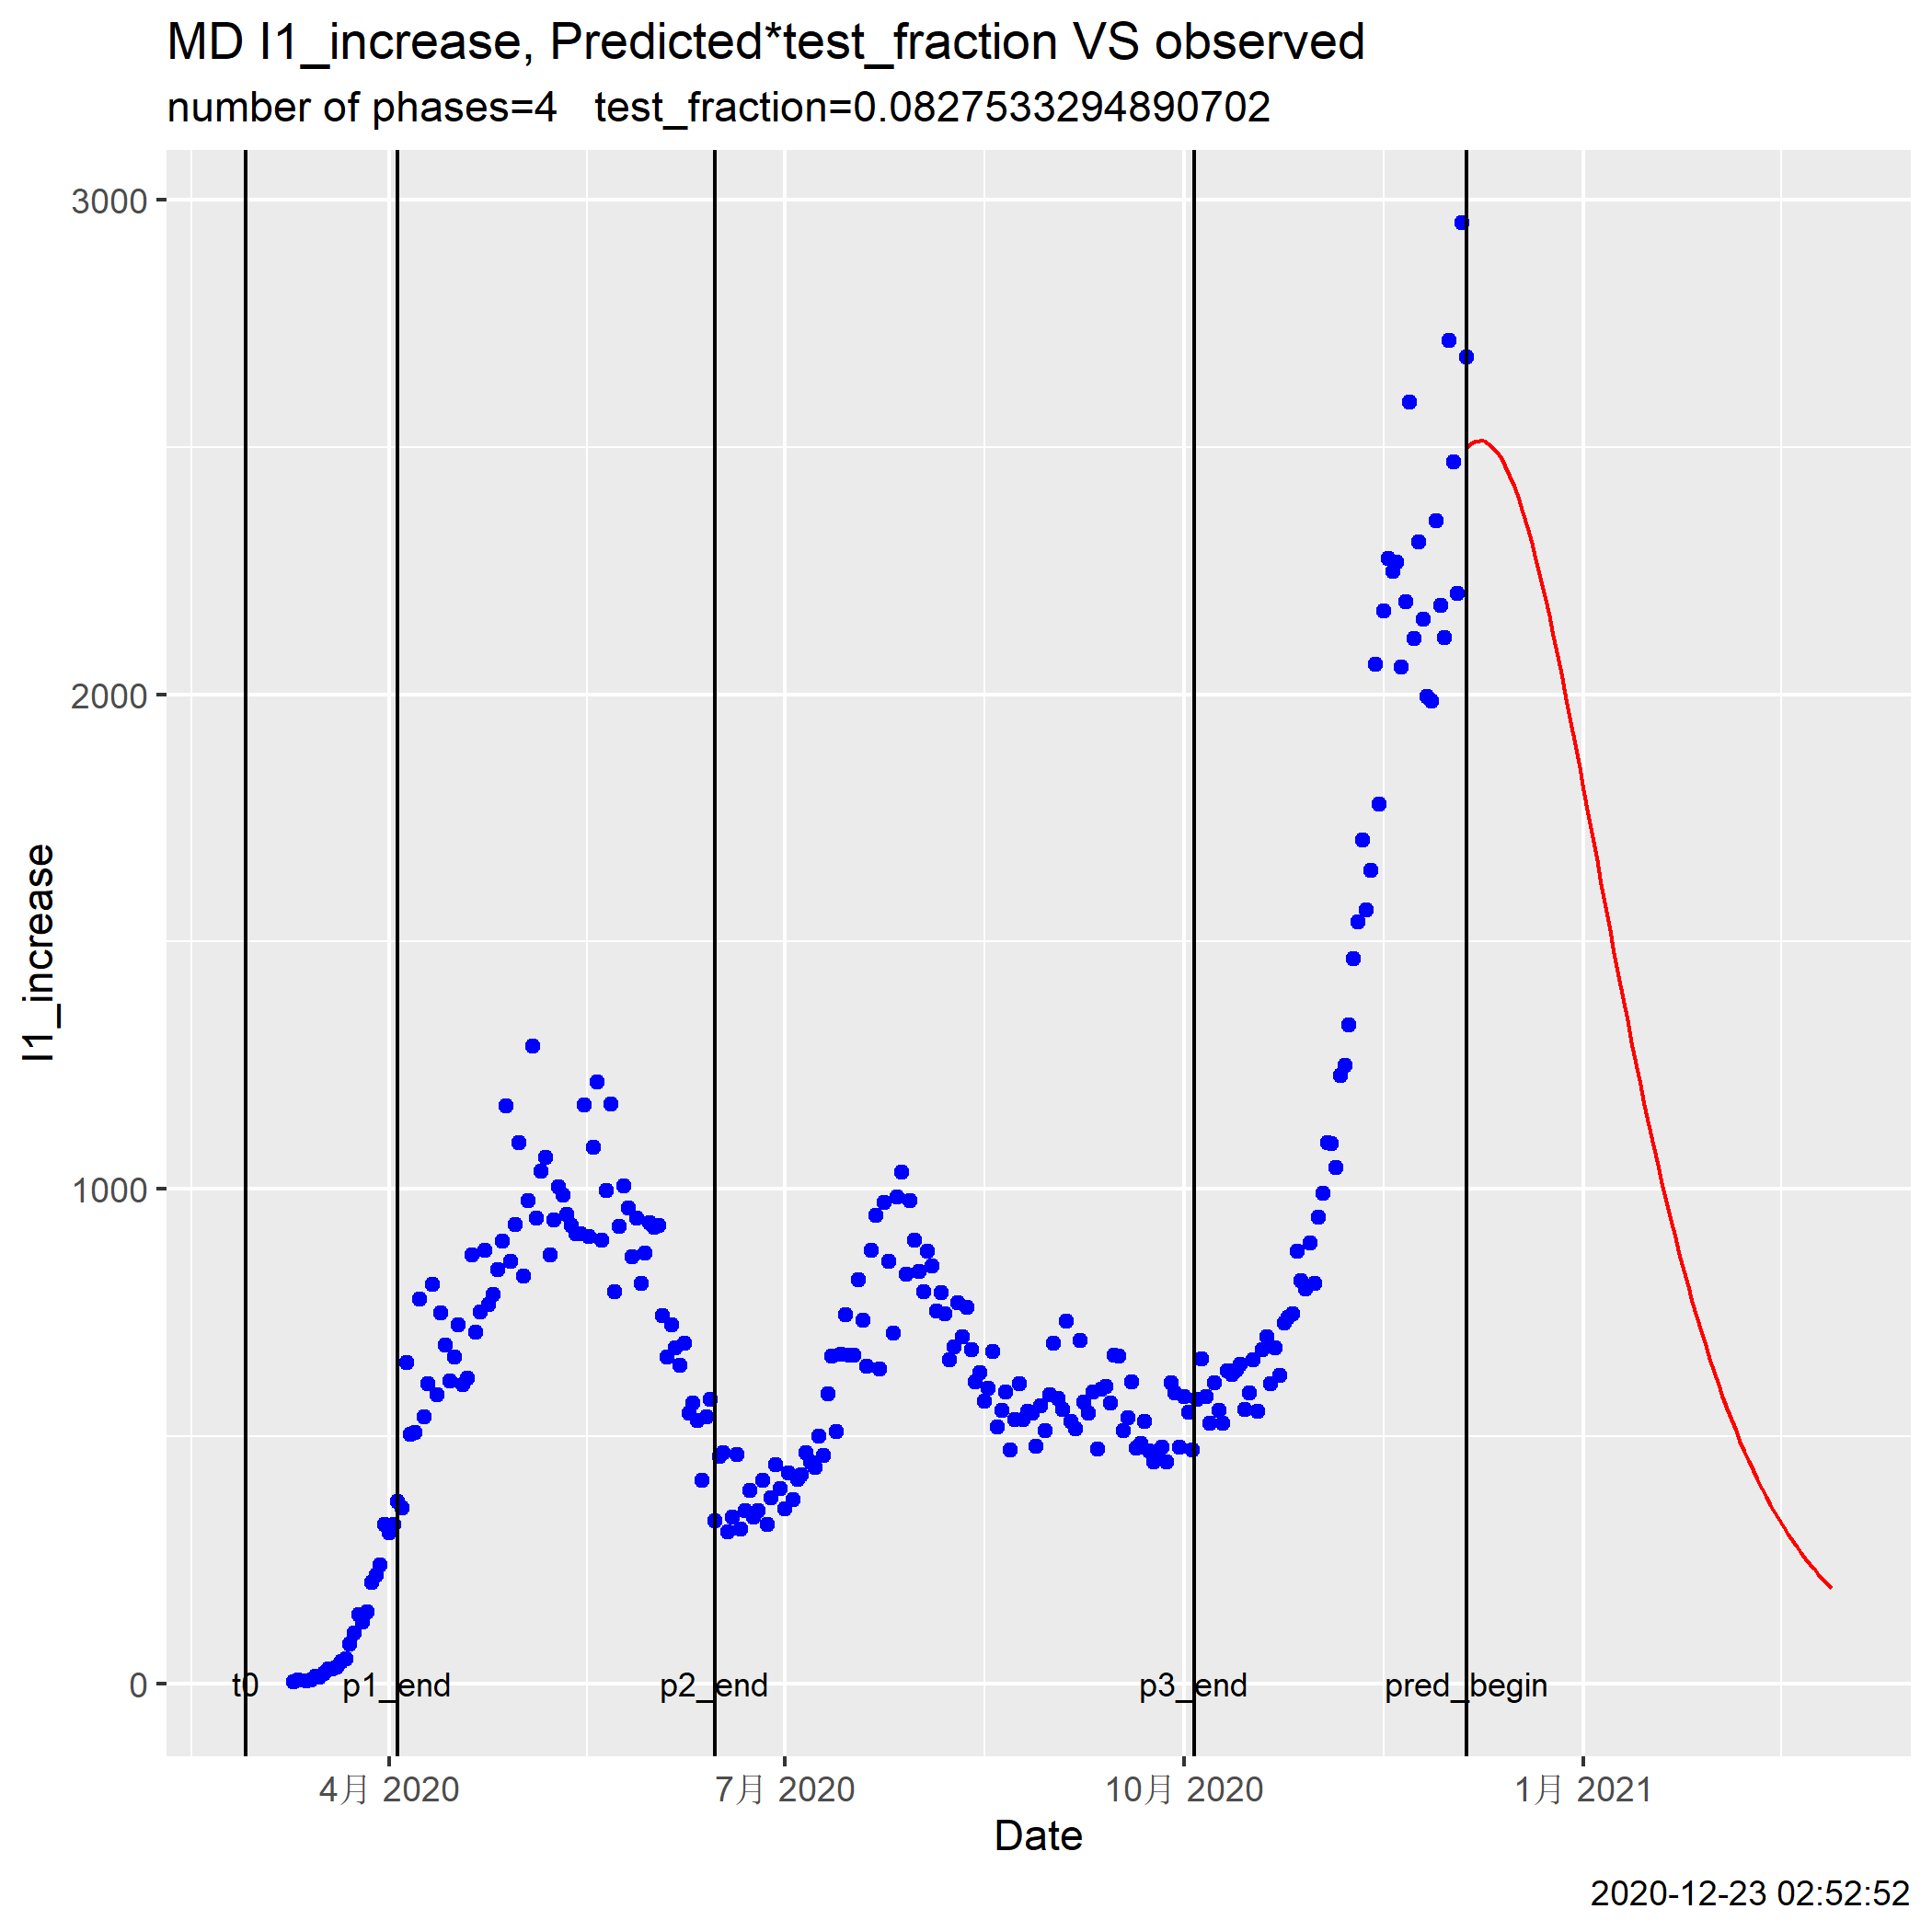 MD I1_increase, Predicted*test_fraction VS observed
number of phases=4   test_fraction=0.0827533294890702
3000
2000
1000
0
I1_increase
t0
p1_end
p2_end
p3_end
pred_begin
4月 2020
7月 2020
10月 2020
1月 2021
Date
2020-12-23 02:52:52